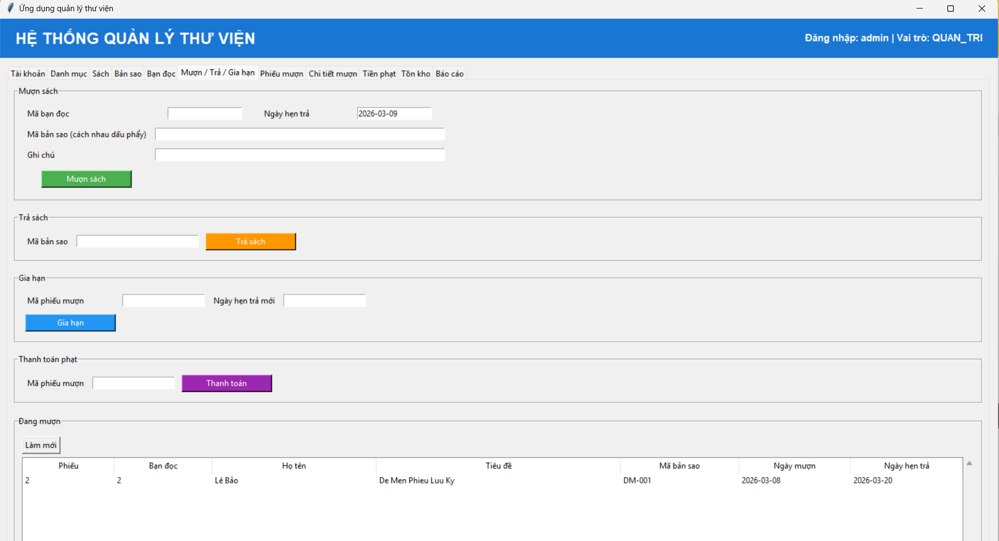 Ứng dụng quản lý thư viện
HỆ THỐNG QUẢN LÝ THƯ VIỆN
Đăng nhập: admin | Vai trò: QUAN_TRI
Tài khoản Danh mục Sách Bản sao Bạn đọc Mượn / Trả / Gia hạn Phiếu mượn Chi tiết mượn Tiền phạt Tồn kho Báo cáo
Mượn sách
Mã bạn đọc Ngày hẹn trả 2026-03-09
Mã bản sao (cách nhau dấu phẩy)
Ghi chú
Mượn sách
Trả sách
Mã bản sao Trả sách
Gia hạn
Mã phiếu mượn Ngày hẹn trả mới
Gia hạn
Thanh toán phạt
Mã phiếu mượn Thanh toán
Đang mượn
Làm mới
Phiếu Bạn đọc Họ tên Tiêu đề Mã bản sao Ngày mượn Ngày hẹn trả
2 2 Lê Bảo De Men Phieu Luu Ky DM-001 2026-03-08 2026-03-20